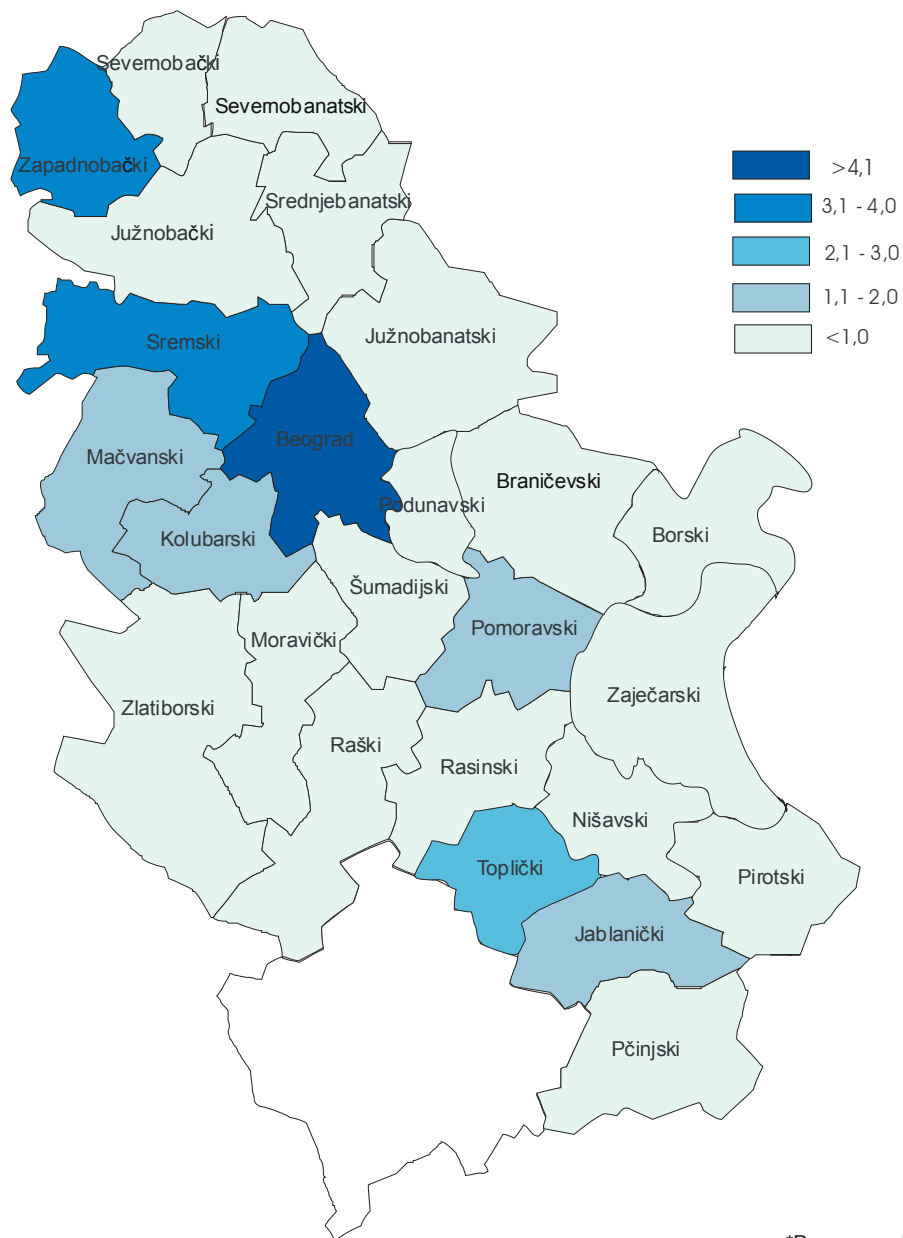 Severnobački
Severnobanatski
Zapadnobački
Srednjebanatski
Južnobački
Južnobanatski
Sremski
Beograd
Mačvanski
Braničevski
Podunavski
Borski
Kolubarski
Šumadijski
Pomoravski
Moravički
Zaječarski
Zlatiborski
Raški
Rasinski
Nišavski
Toplički
Pirotski
Jablanički
Pčinjski
>4,1
3,1 - 4,0
2,1 - 3,0
1,1 - 2,0
<1,0